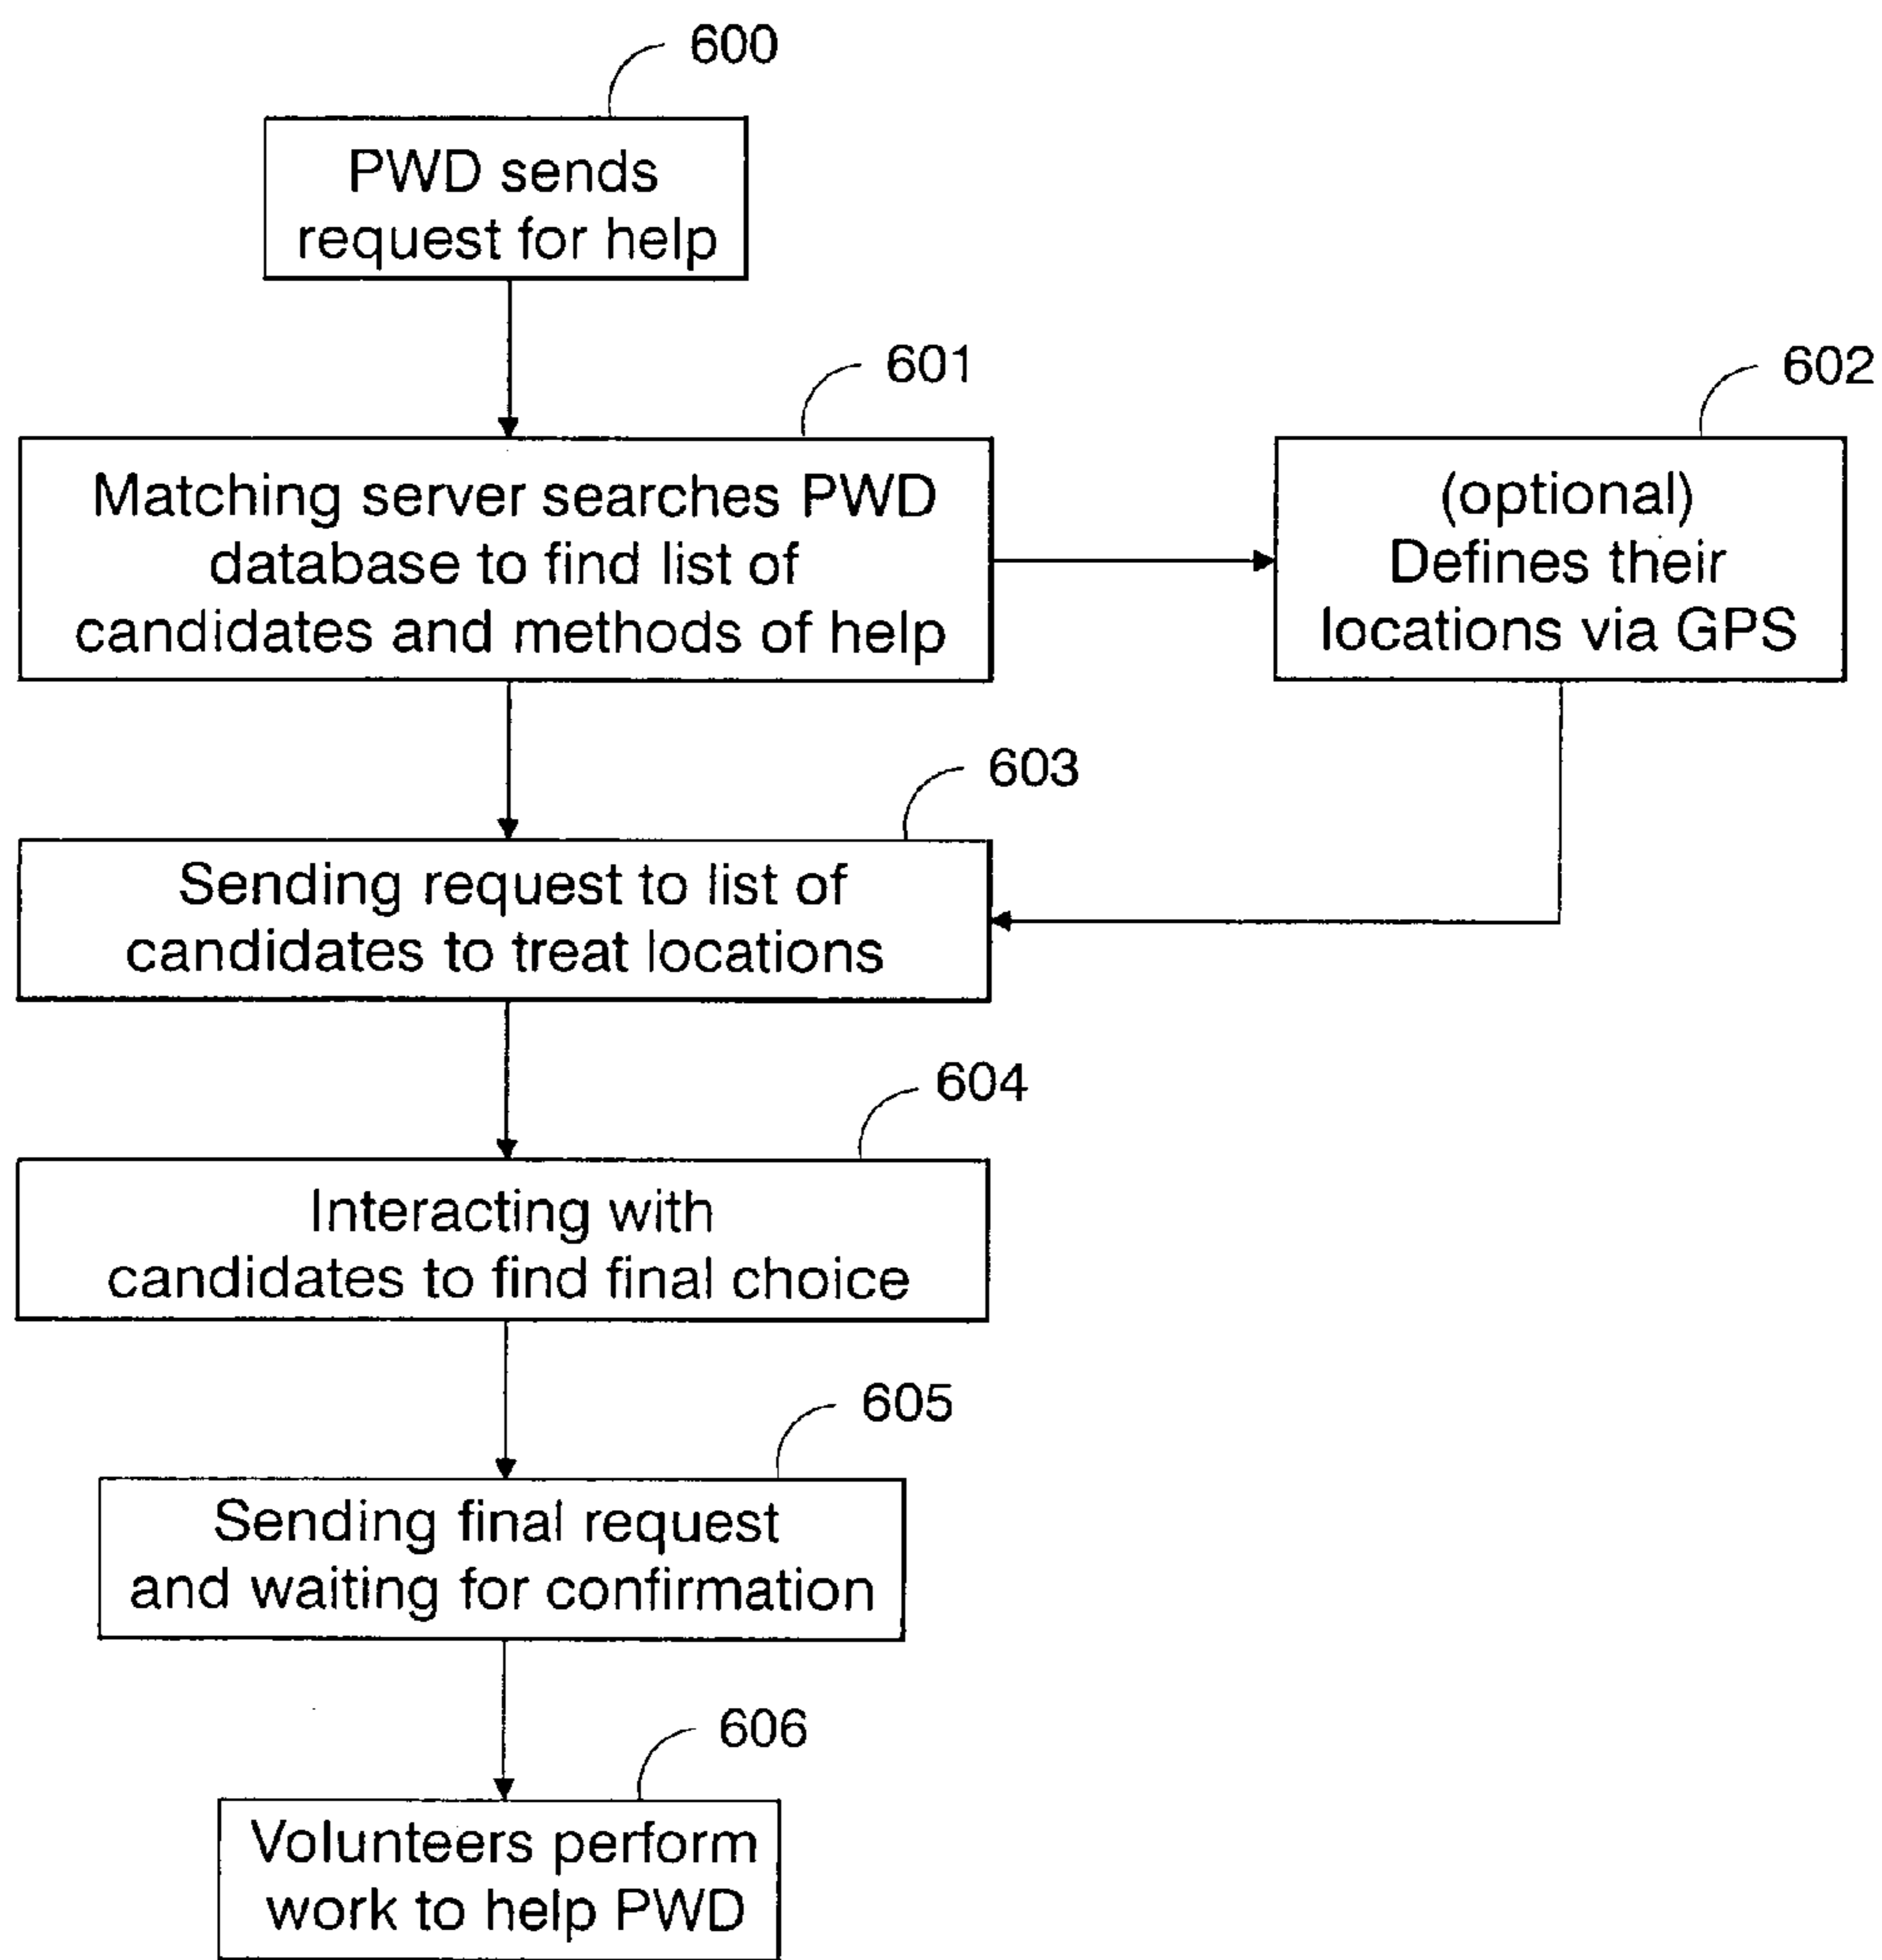 600
PWD sends
request for help
601
Matching server searches PWD
database to find list of
candidates and methods of help
602
(optional)
Defines their
locations via GPS
603
Sending request to list of
candidates to treat locations
604
Interacting with
candidates to find final choice
605
Sending final request
and waiting for confirmation
606
Volunteers perform
work to help PWD